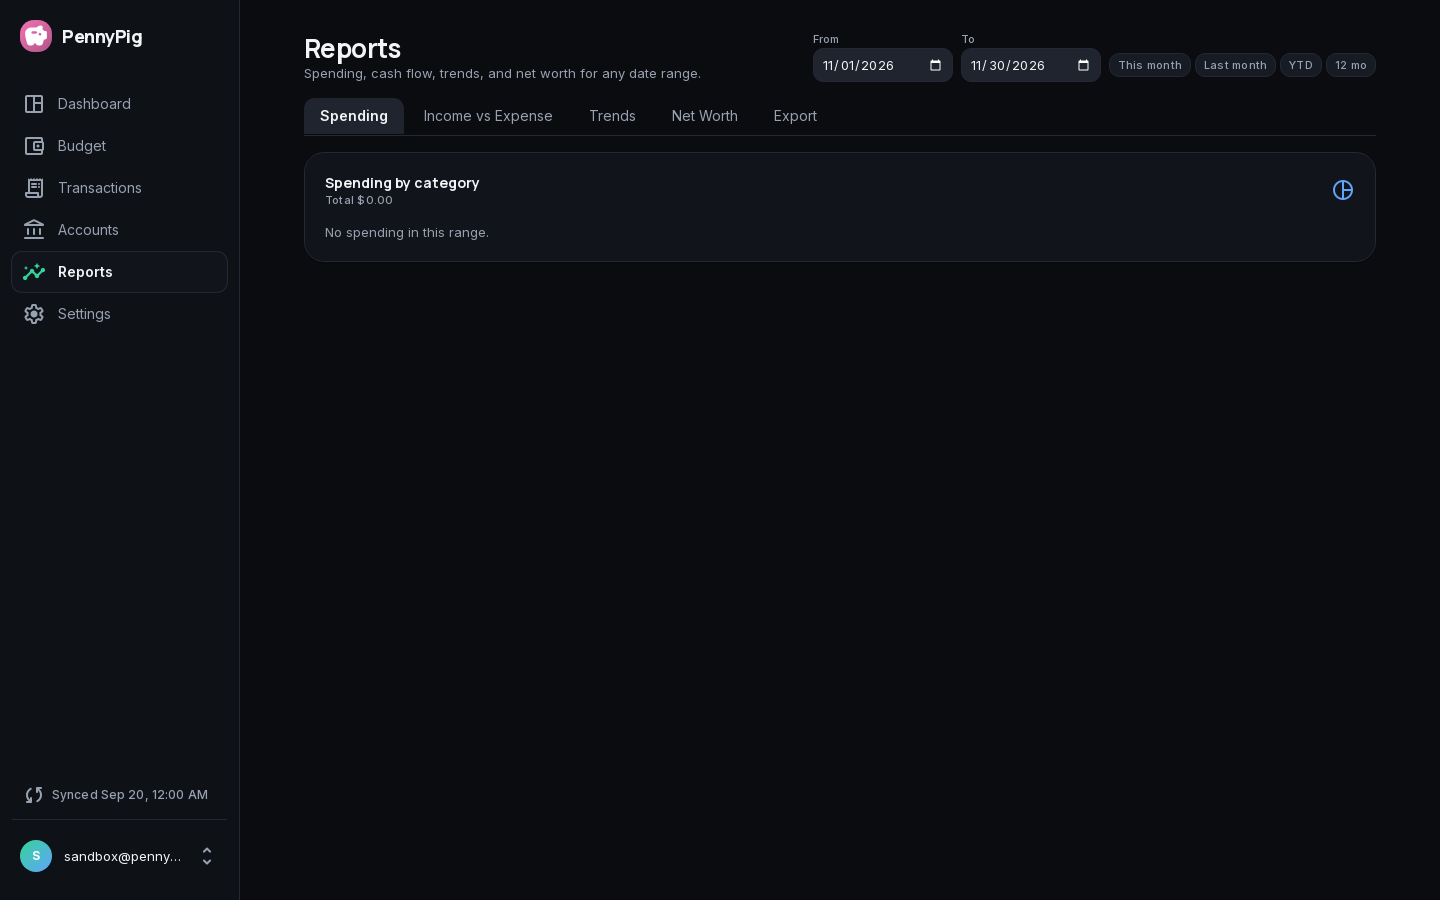 PennyPig
Dashboard
Budget
Transactions
Accounts
Reports
Settings
Synced Sep 20, 12:00 AM
S
sandbox@penny...
Reports
Spending, cash flow, trends, and net worth for any date range.
From
11/01/2026
To
11/30/2026
This month
Last month
YTD
12 mo
Spending
Income vs Expense
Trends
Net Worth
Export
Spending by category
Total $0.00
No spending in this range.